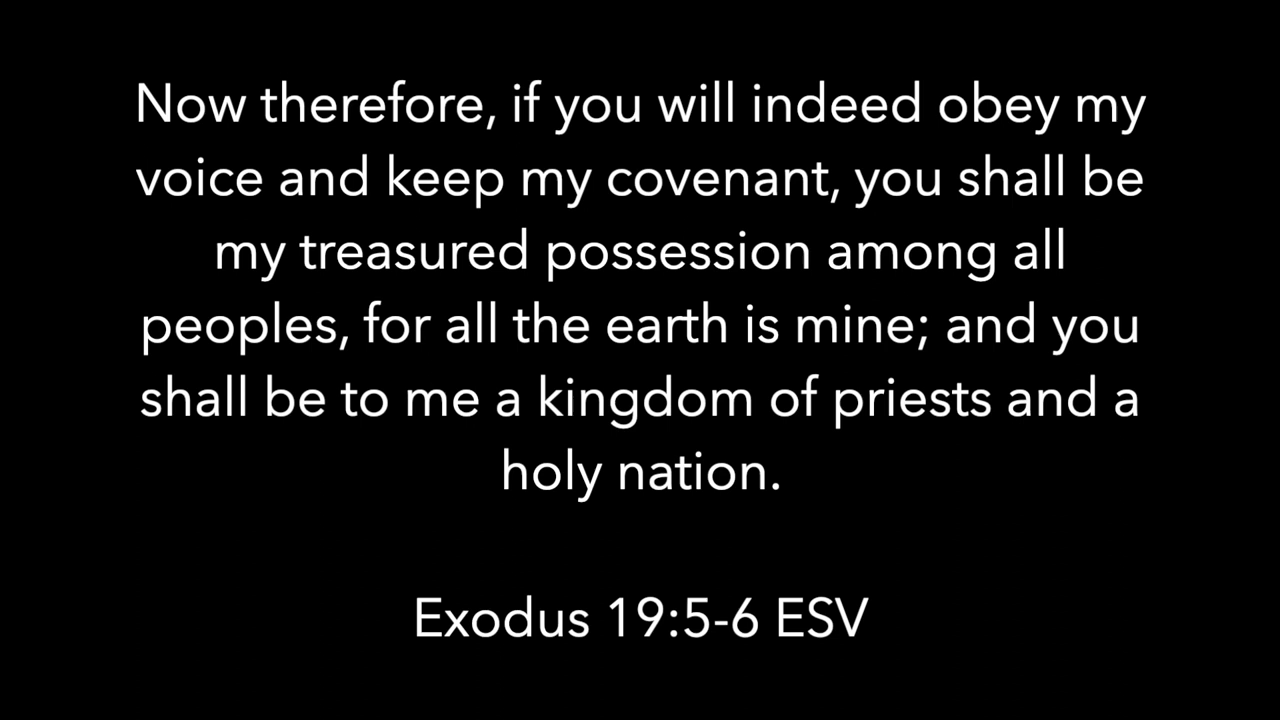 Now therefore, if you will indeed obey my
voice and keep my covenant, you shall be
my treasured possession among all
peoples, for all the earth is mine; and you
shall be to me a kingdom of priests and a
holy nation.
Exodus 19:5-6 ESV